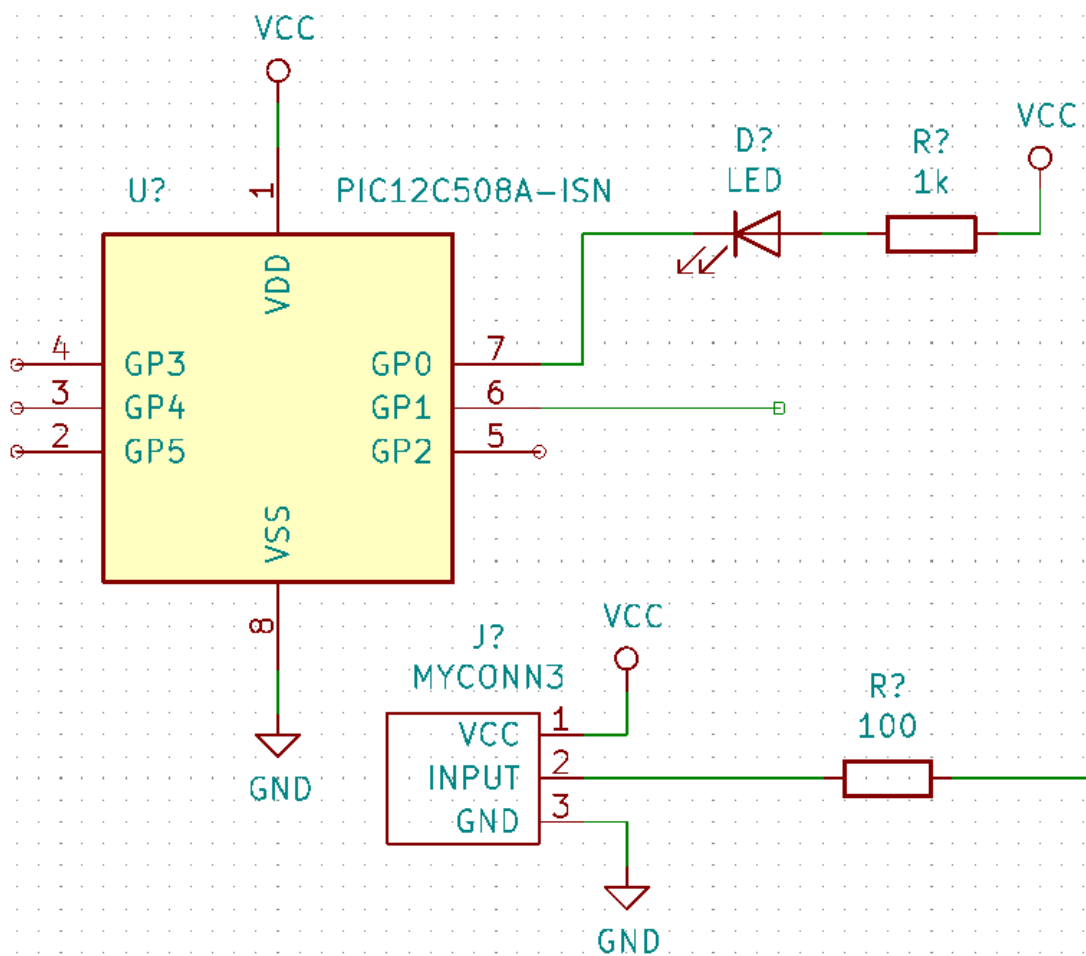 VCC
VCC
D?
LED
R?
1k
U?
1
PIC12C508A-ISN
VDD
4
GP3
GP0
7
3
GP4
GP1
6
2
GP5
GP2
5
VSS
8
GND
VCC
J?
MYCONN3
VCC
1
INPUT
2
GND
3
R?
100
GND